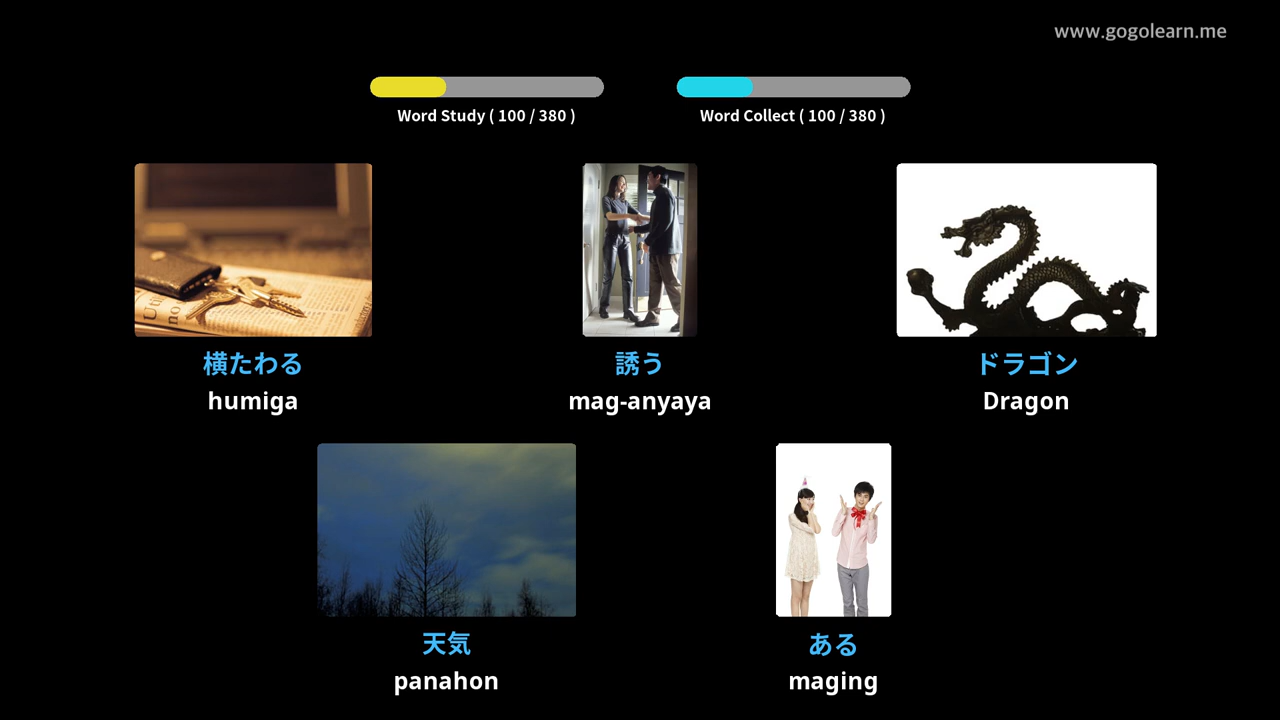 www.gogolearn.me
Word Study ( 100 / 380 )
Word Collect ( 100 / 380 )
横たわる
humiga
誘う
mag-anyaya
ドラゴン
Dragon
天気
panahon
ある
maging